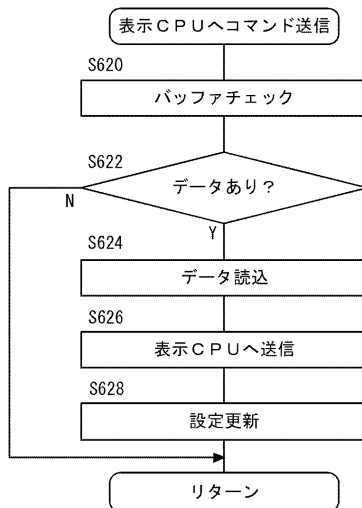 表示ＣＰＵへコマンド送信
S620
バッファチェック
S622
データあり？
N
Y
S624
データ読込
S626
表示ＣＰＵへ送信
S628
設定更新
リターン